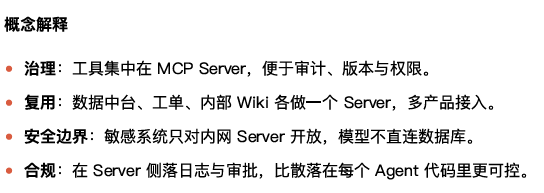 概念解释
• 治理：工具集中在 MCP Server，便于审计、版本与权限。
• 复用：数据中台、工单、内部 Wiki 各做一个 Server，多产品接入。
• 安全边界：敏感系统只对内网 Server 开放，模型不直连数据库。
• 合规：在 Server 侧落日志与审批，比散落在每个 Agent 代码里更可控。